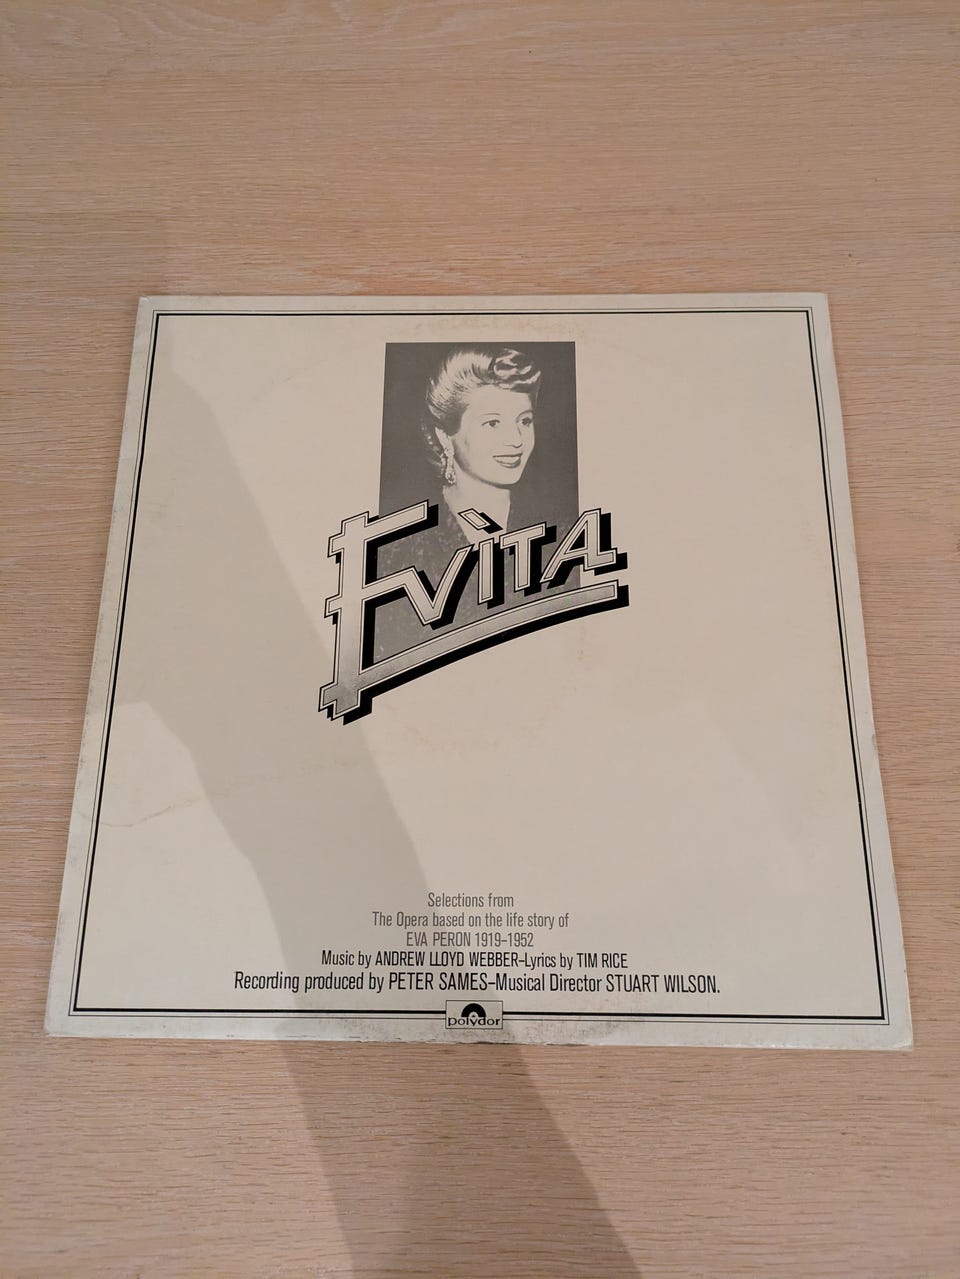 EvìTA
Selections from
The Opera based on the life story of
EVA PERON 1919–1952
Music by ANDREW LLOYD WEBBER–Lyrics by TIM RICE
Recording produced by PETER SAMES–Musical Director STUART WILSON.
polydor